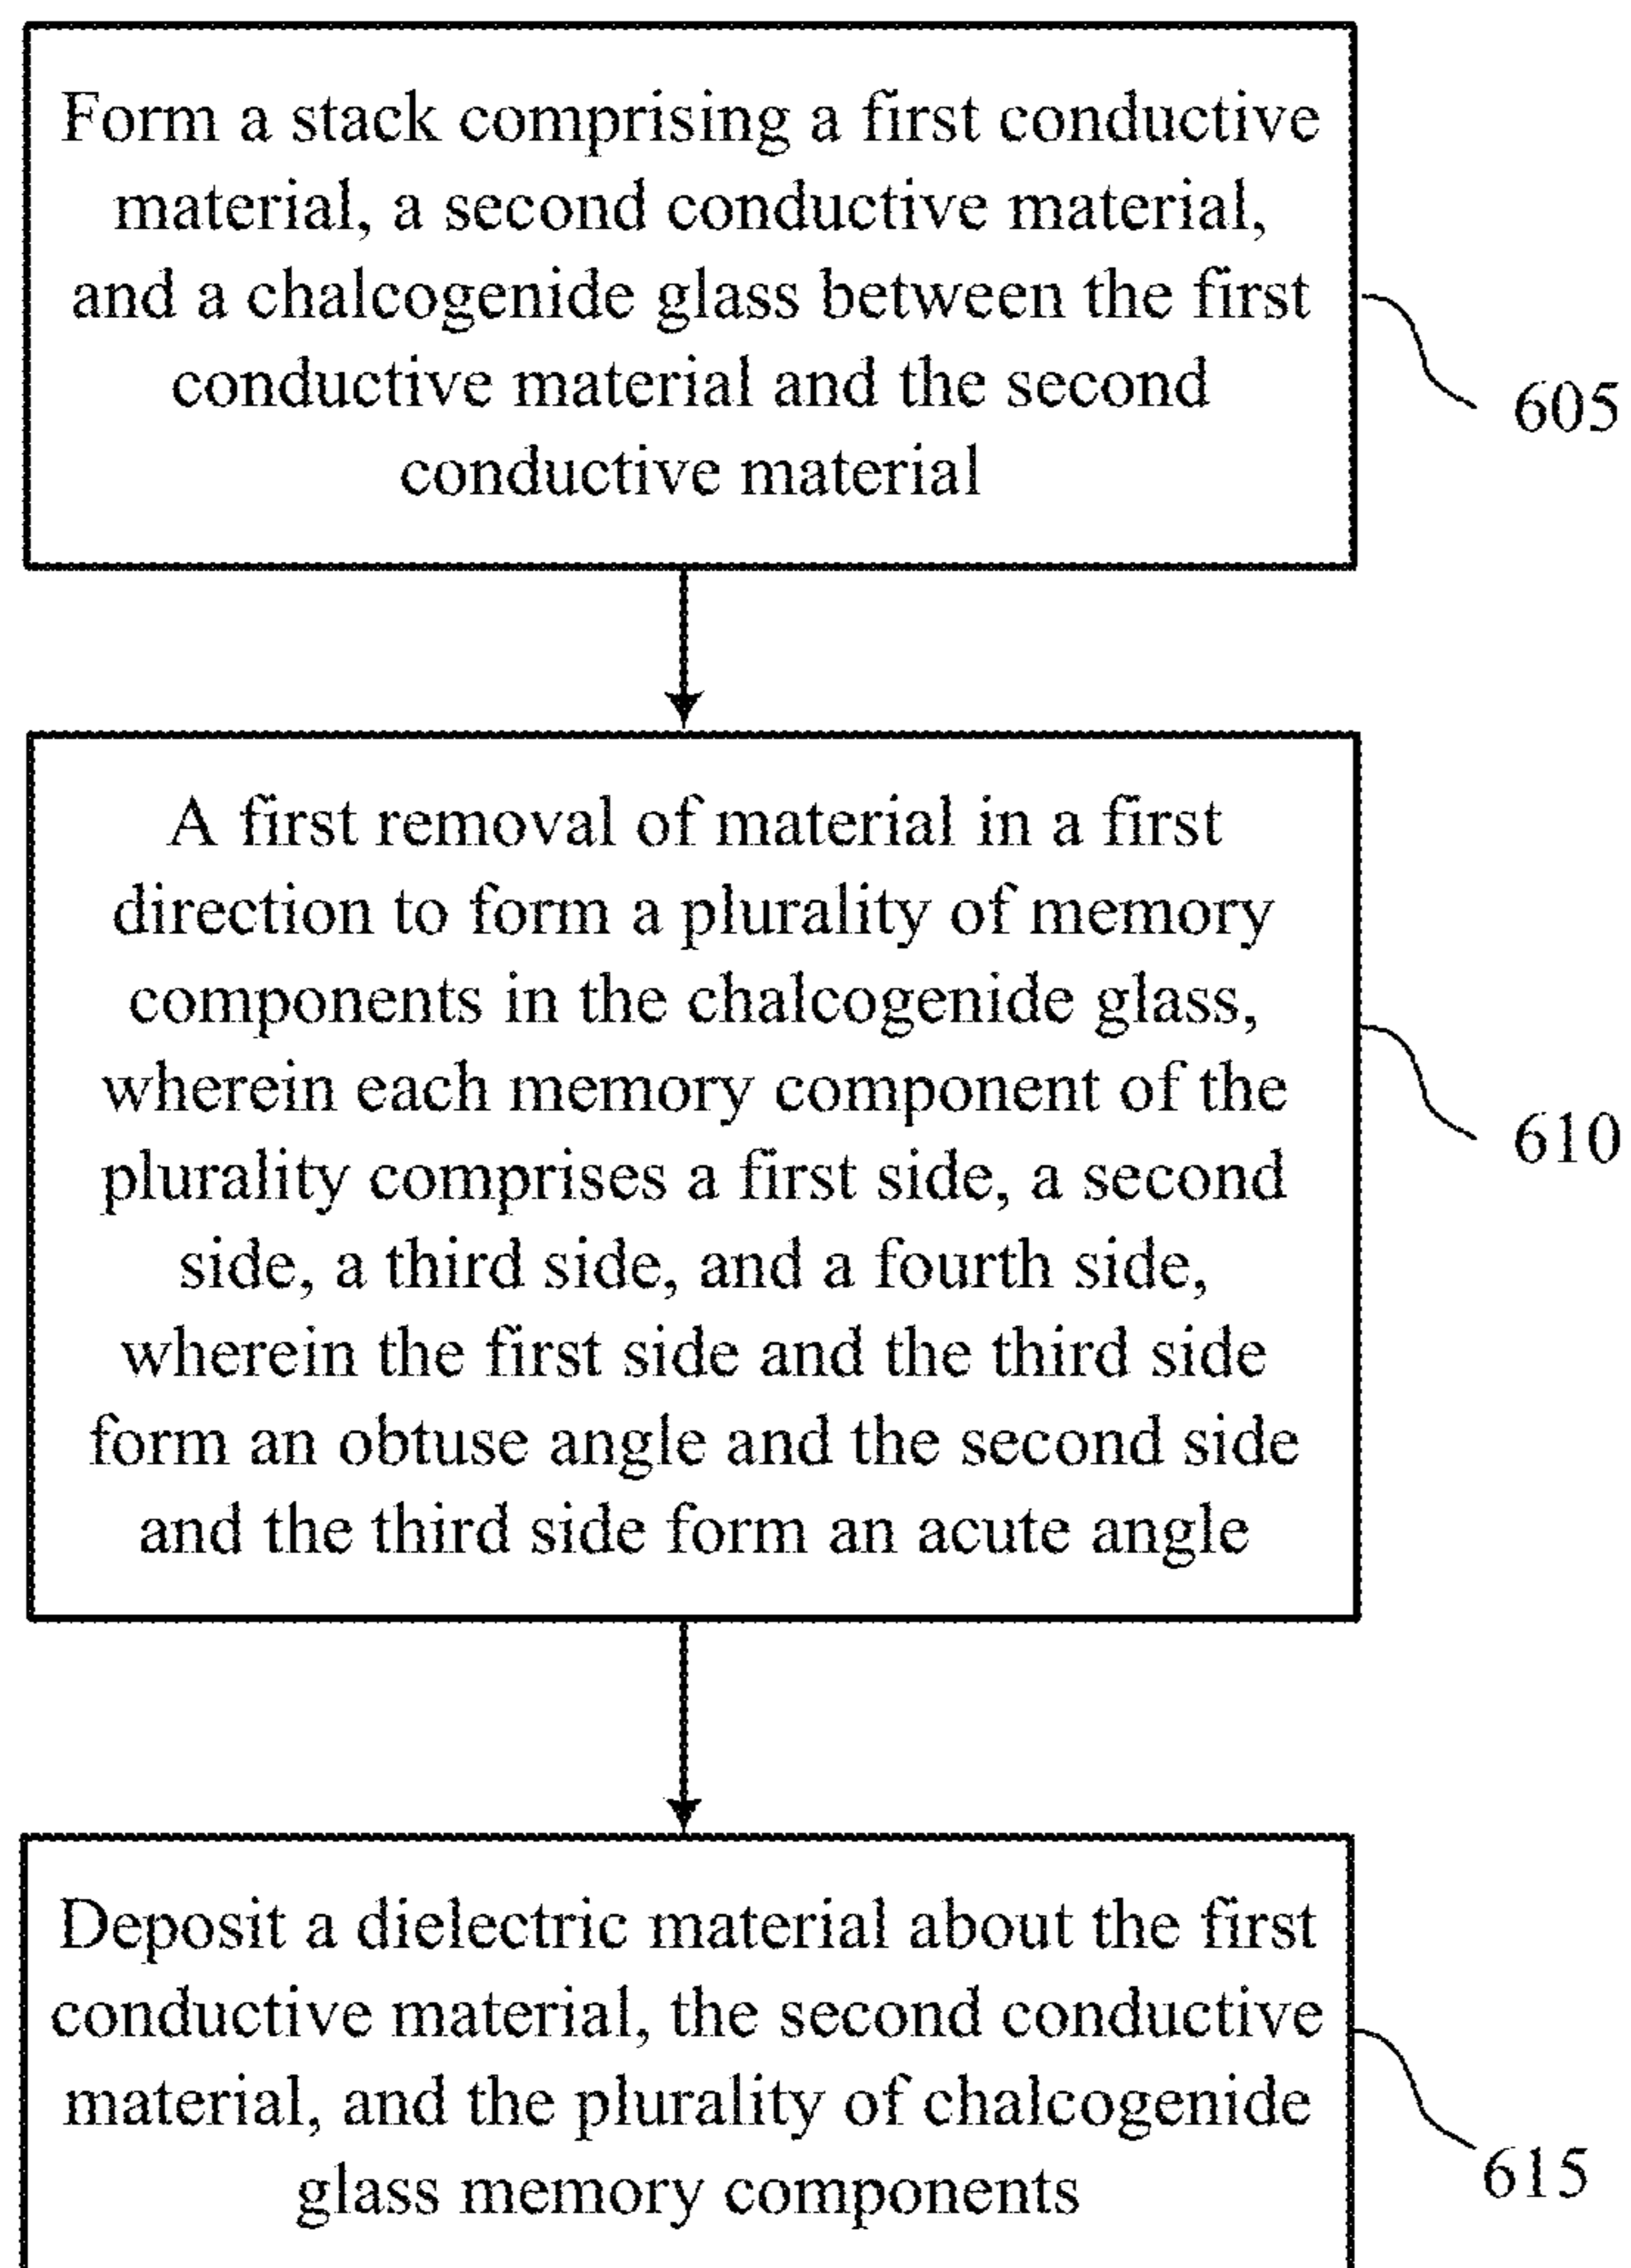 Form a stack comprising a first conductive
material, a second conductive material,
and a chalcogenide glass between the first
conductive material and the second
conductive material
605
A first removal of material in a first
direction to form a plurality of memory
components in the chalcogenide glass,
wherein each memory component of the
plurality comprises a first side, a second
side, a third side, and a fourth side,
wherein the first side and the third side
form an obtuse angle and the second side
and the third side form an acute angle
610
Deposit a dielectric material about the first
conductive material, the second conductive
material, and the plurality of chalcogenide
glass memory components
615